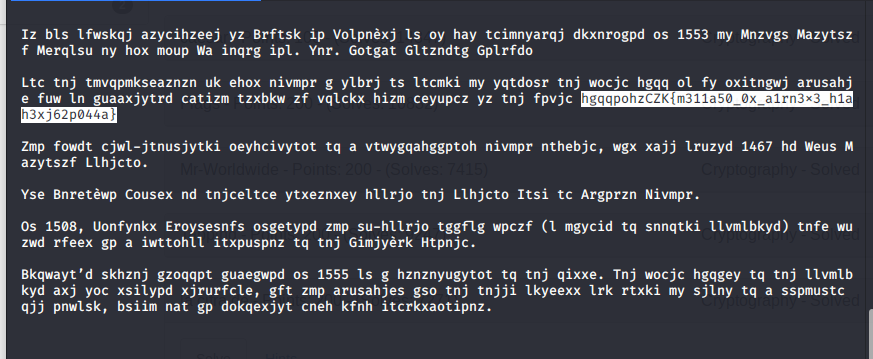 Iz bls lfwskqj azycihzeej yz Brftsk ip Volpnèxj ls oy hay tcimnyarqj dkxnrogpd os 1553 my Mnzvgs Mazytsz
f Merqlsu ny hox moup Wa inqrg ipl. Ynr. Gotgat Gltzndtg Gplrfdo
Ltc tnj tmvqpmkseaznzn uk ehox nivmpr g ylbrj ts ltcmki my yqtdosr tnj wocjc hgqq ol fy oxitngwj arusahj
e fuw ln guaaxjytrd catizm tzxbkw zf vqlckx hizm ceyupcz yz tnj fpvjc hgqqpohzCZK{m311a50_0x_a1rn3×3_h1a
h3xj62p044a}
Zmp fowdt cjwl-jtnusjytki oeyhcivytot tq a vtwygqahggptoh nivmpr nthebjc, wgx xajj lruzyd 1467 hd Weus M
azytszf Llhjcto.
Yse Bnretèwp Cousex nd tnjceltce ytxeznxey hllrjo tnj Llhjcto Itsi tc Argprzn Nivmpr.
Os 1508, Uonfynkx Eroysesnfs osgetypd zmp su-hllrjo tggflg wpczf (l mgycid tq snnqtki llvmlbkyd) tnfe wu
zwd rfeex gp a iwttohll itxpuspnz tq tnj Gimjyèrk Htpnjc.
Bkqwayt’d skhznj gzoqqpt guaegwpd os 1555 ls g hznznyugytot tq tnj qixxe. Tnj wocjc hgqgey tq tnj llvmlb
kyd axj yoc xsilypd xjrurfcle, gft zmp arusahjes gso tnj tnjji lkyeexx lrk rtxki my sjlny tq a sspmustc
qjj pnwlsk, bsiim nat gp dokqexjyt cneh kfnh itcrkxaotipnz.